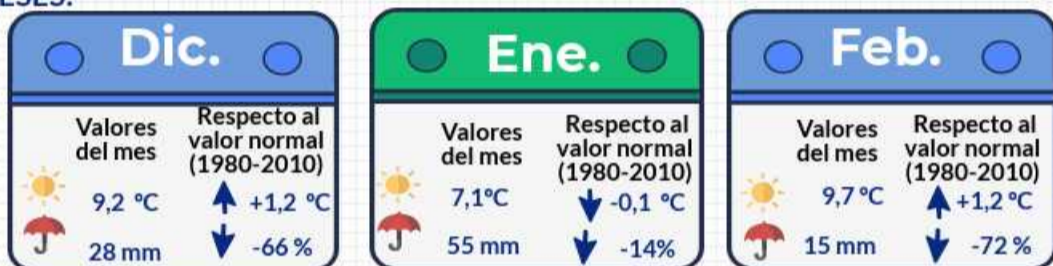 ESES:
Dic.
Valores
del mes
Respecto al
valor normal
(1980-2010)
9,2 ºC
+1,2 ºC
28 mm
-66 %
Ene.
Valores
del mes
Respecto al
valor normal
(1980-2010)
7,1ºC
-0,1 ºC
55 mm
-14%
Feb.
Valores
del mes
Respecto al
valor normal
(1980-2010)
9,7 ºC
+1,2 ºC
15 mm
-72 %